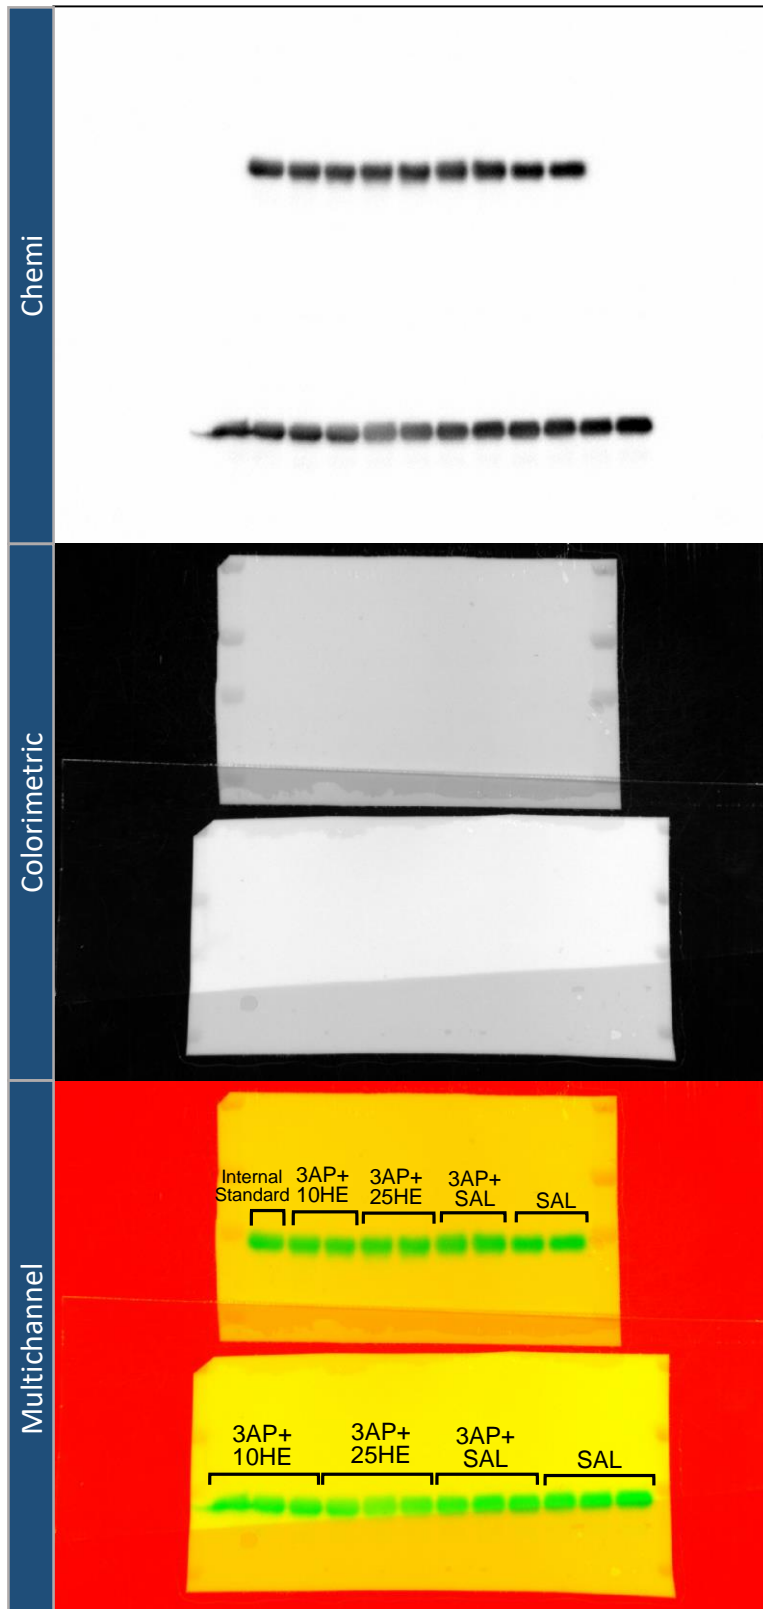 Chemi
Colorimetric
Multichannel
Internal
Standard
3AP+
10HE
3AP+
25HE
3AP+
SAL
SAL
3AP+
10HE
3AP+
25HE
3AP+
SAL
SAL